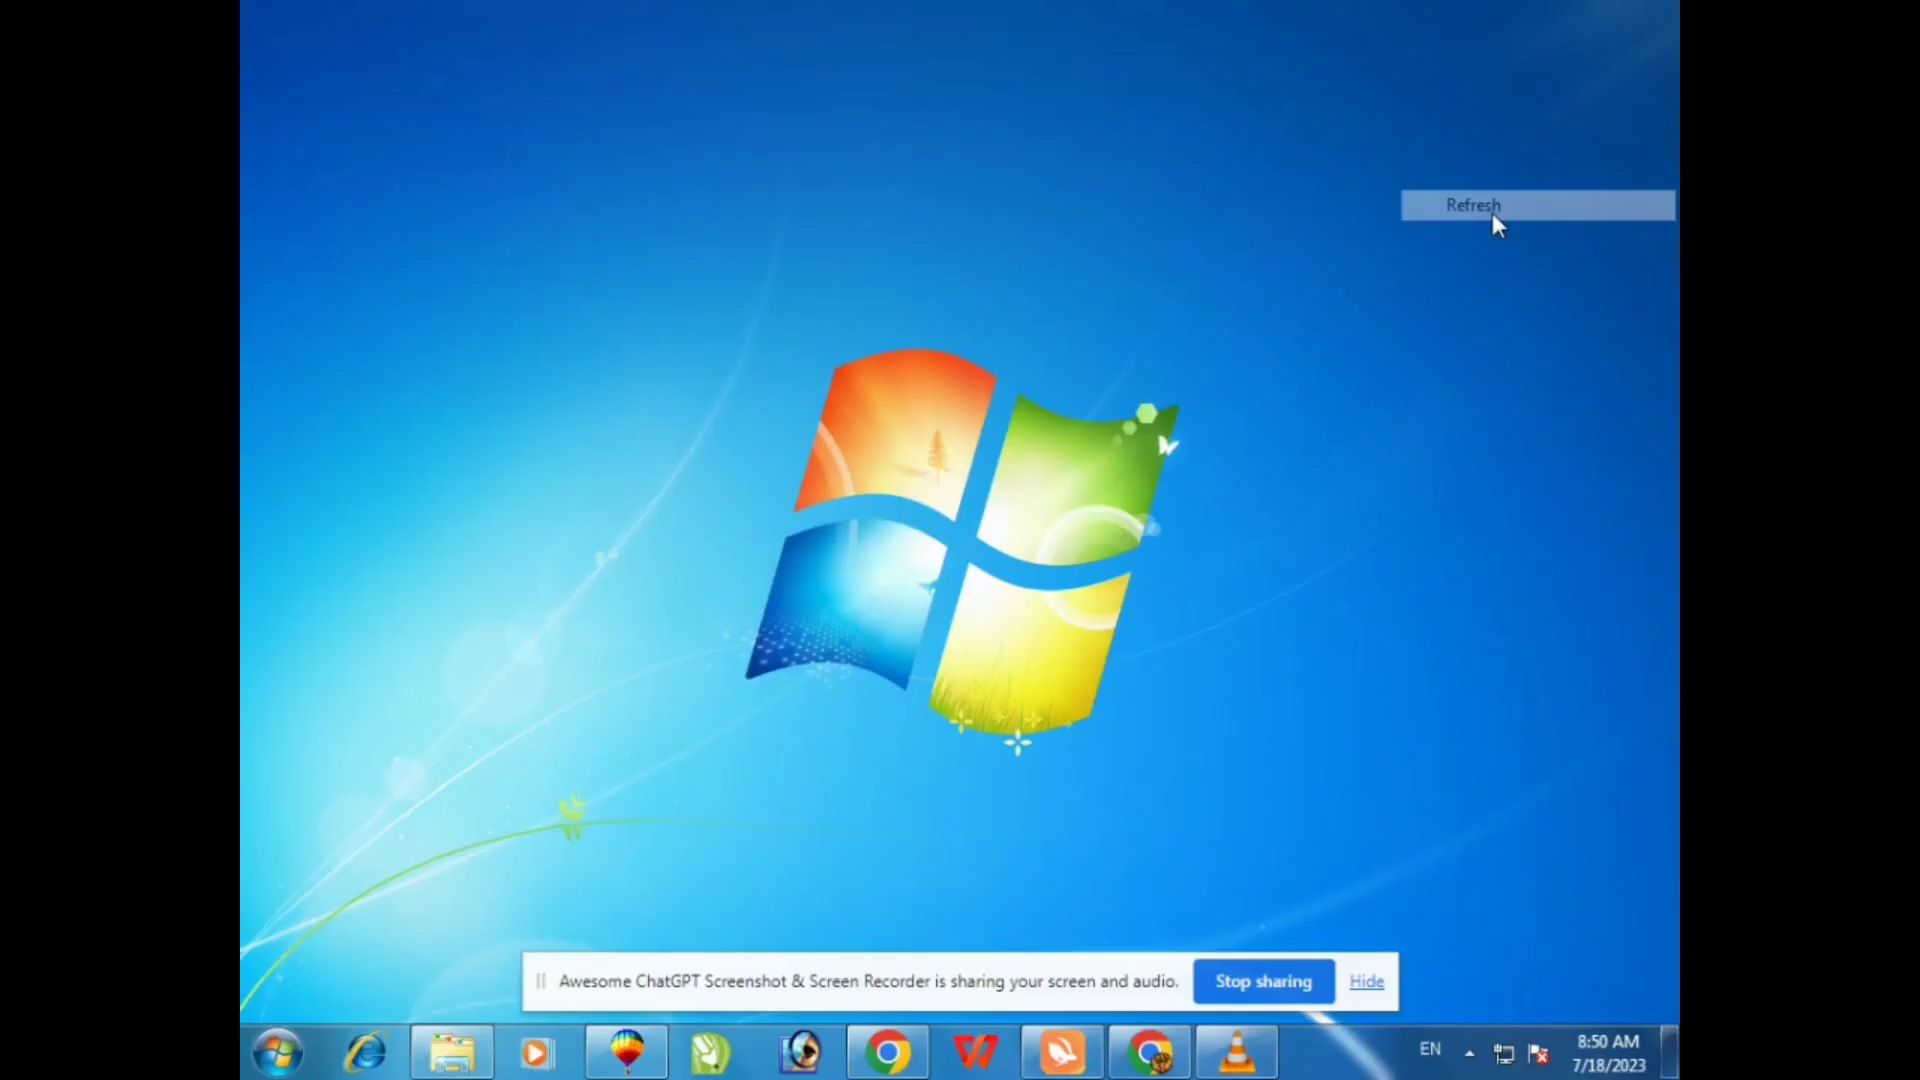 Refresh
Awesome ChatGPT Screenshot & Screen Recorder is sharing your screen and audio. Stop sharing Hide
EN 8:50 AM
7/18/2023